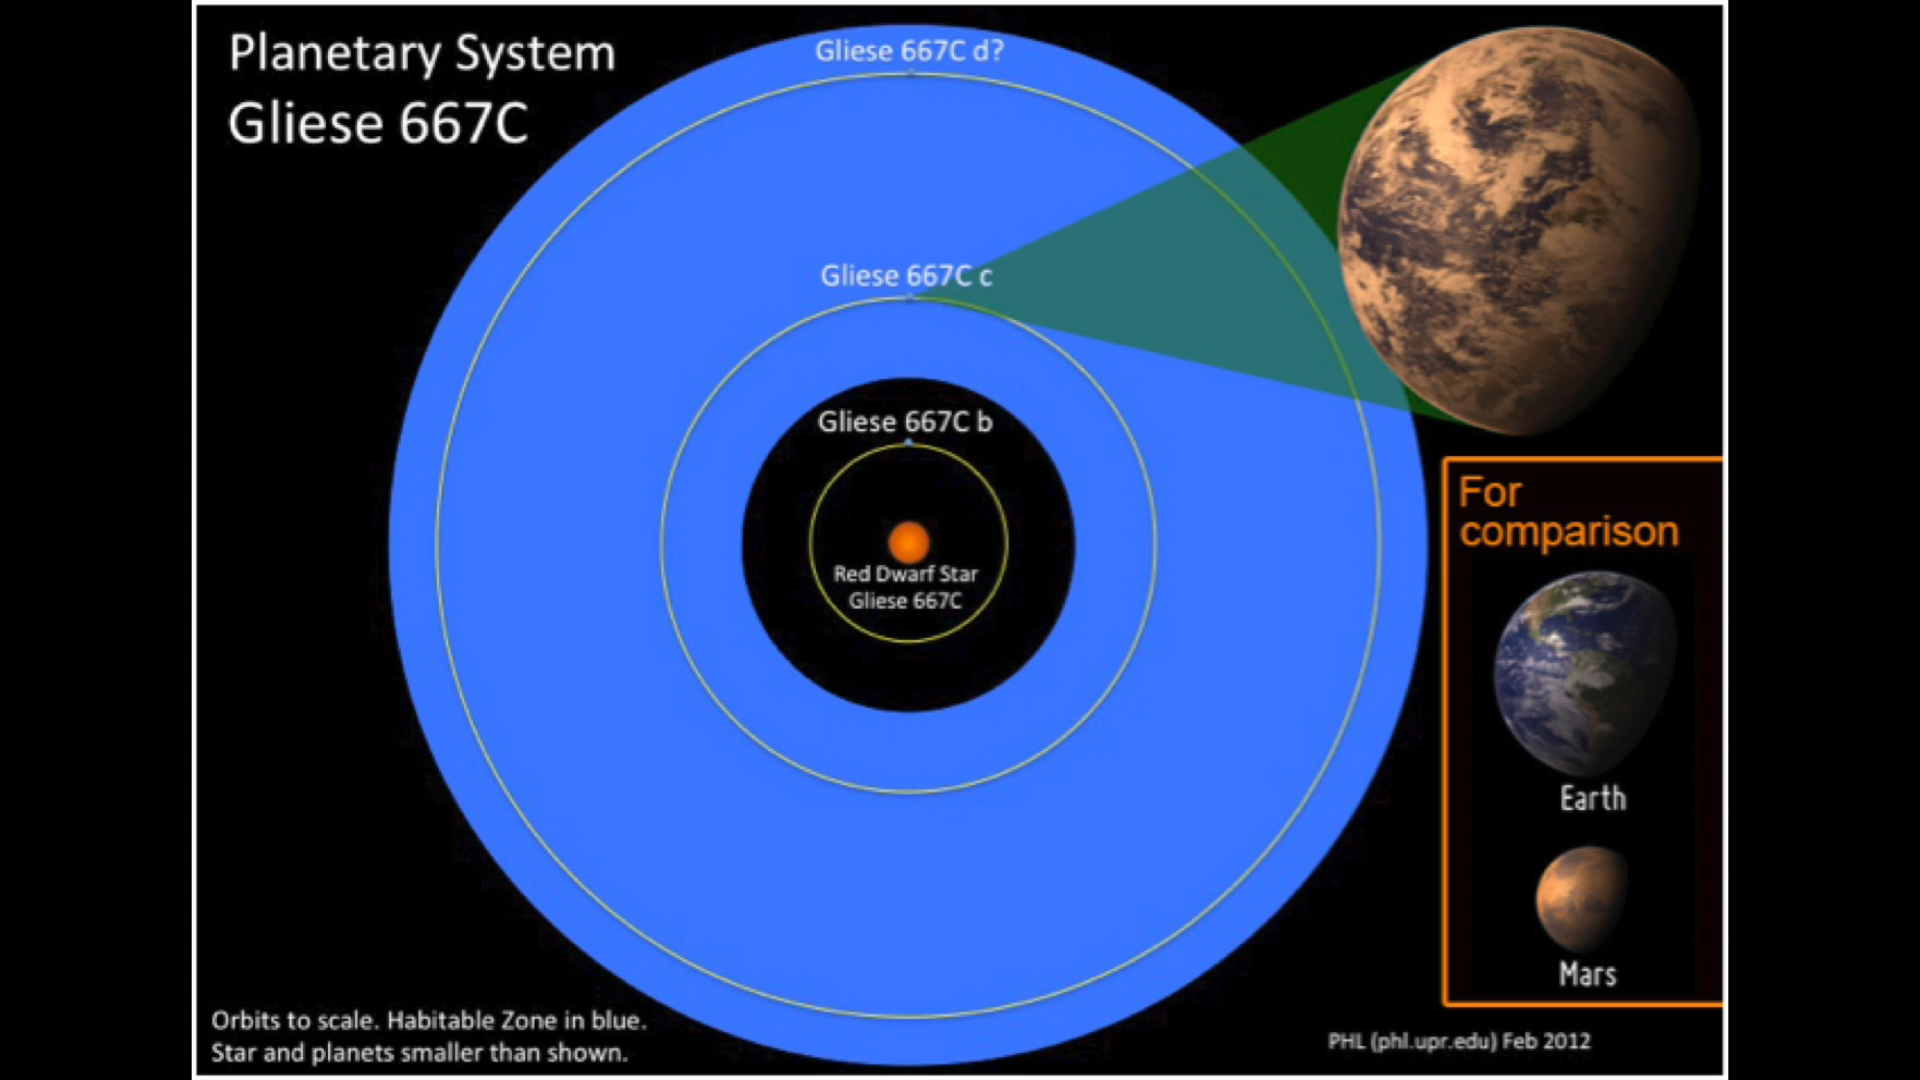 Planetary System
Gliese 667C
Gliese 667C d?
Gliese 667C c
Gliese 667C b
Red Dwarf Star
Gliese 667C
For
comparison
Earth
Mars
Orbits to scale. Habitable Zone in blue.
Star and planets smaller than shown.
PHL (phl.upr.edu) Feb 2012